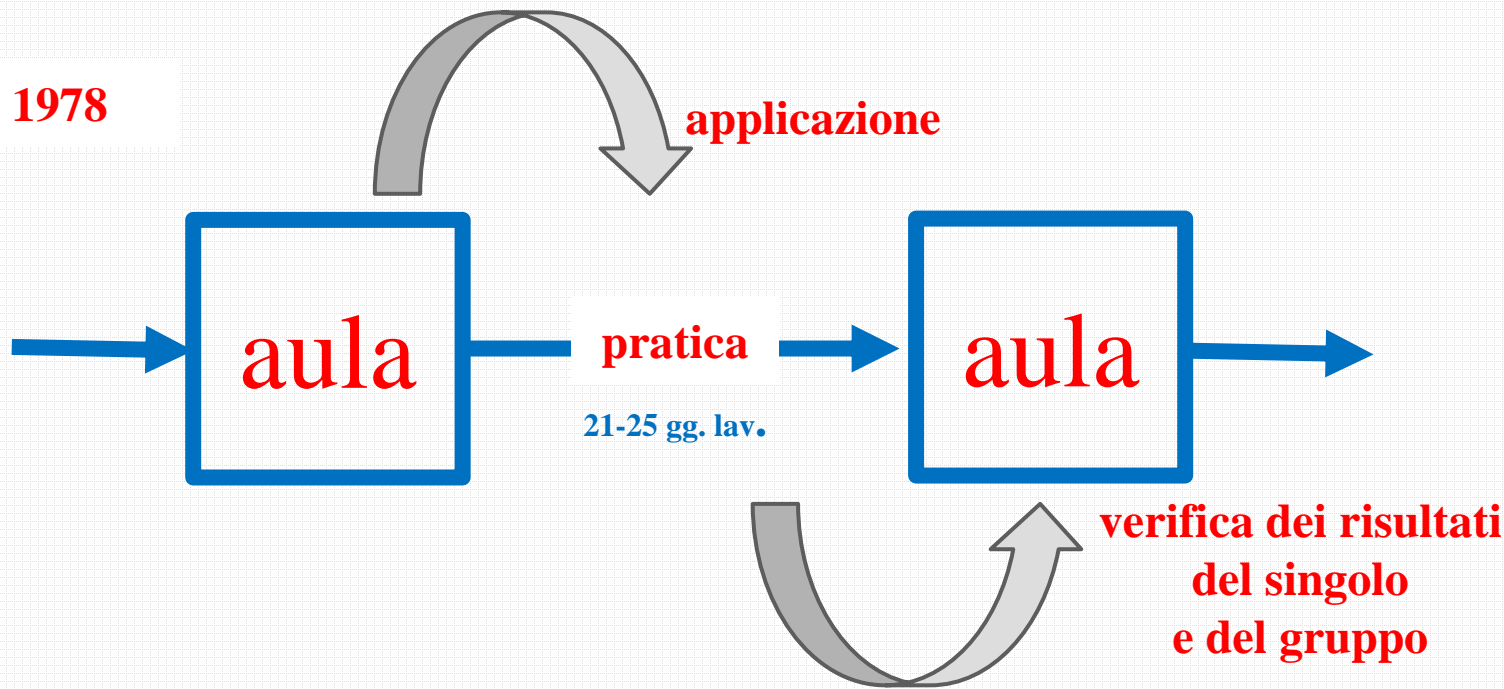 1978
applicazione
aula
pratica
aula
21-25 gg. lav.
verifica dei risultati
del singolo
e del gruppo